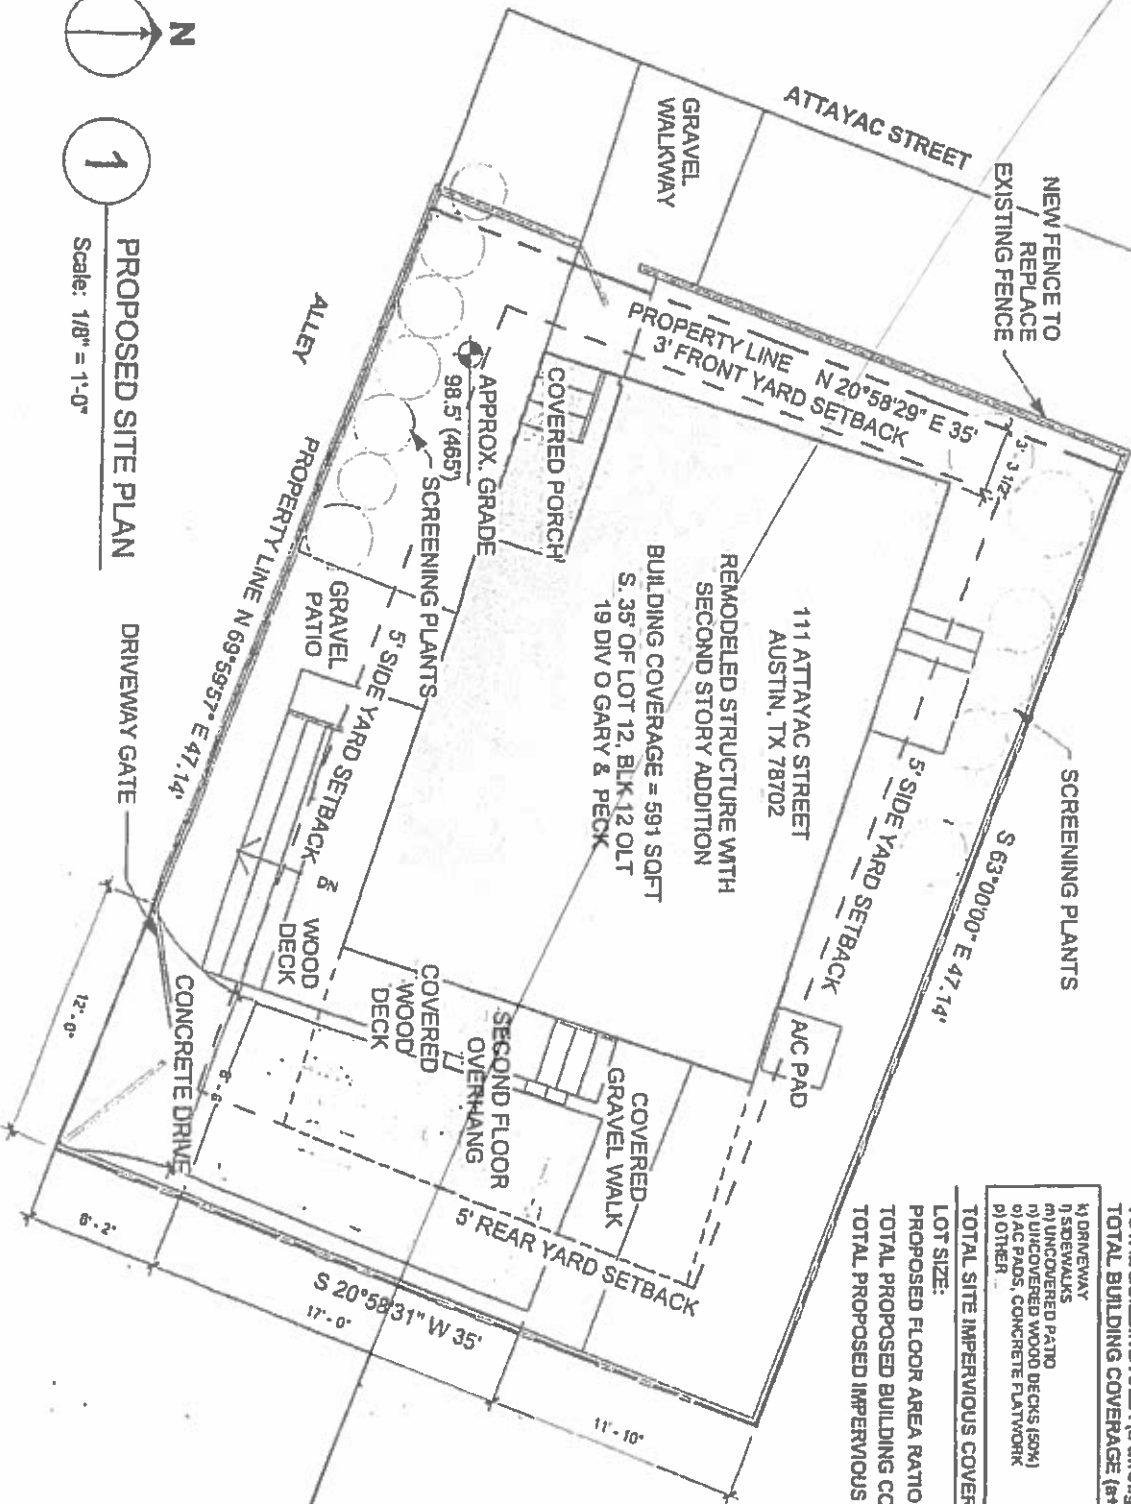 N
1
PROPOSED SITE PLAN
Scale: 1/8" = 1'-0"
ATTAYAC STREET
GRAVEL
WALKWAY
NEW FENCE TO
REPLACE
EXISTING FENCE
PROPERTY LINE N 20°58'29" E 35'
3' FRONT YARD SETBACK
3' - 3 1/2"
SCREENING PLANTS
S 63°00'00" E 47.14'
5' SIDE YARD SETBACK
A/C PAD
111 ATTAYAC STREET
AUSTIN, TX 78702
REMODELED STRUCTURE WITH
SECOND STORY ADDITION
BUILDING COVERAGE = 591 SQFT
S. 35' OF LOT 12, BLK 12 OLT
19 DIV O GARY & PECK
COVERED PORCH
APPROX. GRADE
98.5' (465')
SCREENING PLANTS
ALLEY
PROPERTY LINE N 69°59'57" E 47.14'
GRAVEL
PATIO
5' SIDE YARD SETBACK
DN
WOOD
DECK
COVERED
WOOD
DECK
SECOND FLOOR
OVERHANG
COVERED
GRAVEL WALK
5' REAR YARD SETBACK
DRIVEWAY GATE
CONCRETE DRIVE
12'-0"
8'-2"
17'-0"
11'-10"
S 20°58'31" W 35'
TOTAL BUILDING COVERAGE
k) DRIVEWAY
l) SIDEWALKS
m) UNCOVERED PATIO
n) UNCOVERED WOOD DECKS (50%)
o) AC PADS, CONCRETE FLATWORK
p) OTHER
TOTAL SITE IMPERVIOUS COVER
LOT SIZE:
PROPOSED FLOOR AREA RATIO
TOTAL PROPOSED BUILDING CO
TOTAL PROPOSED IMPERVIOUS